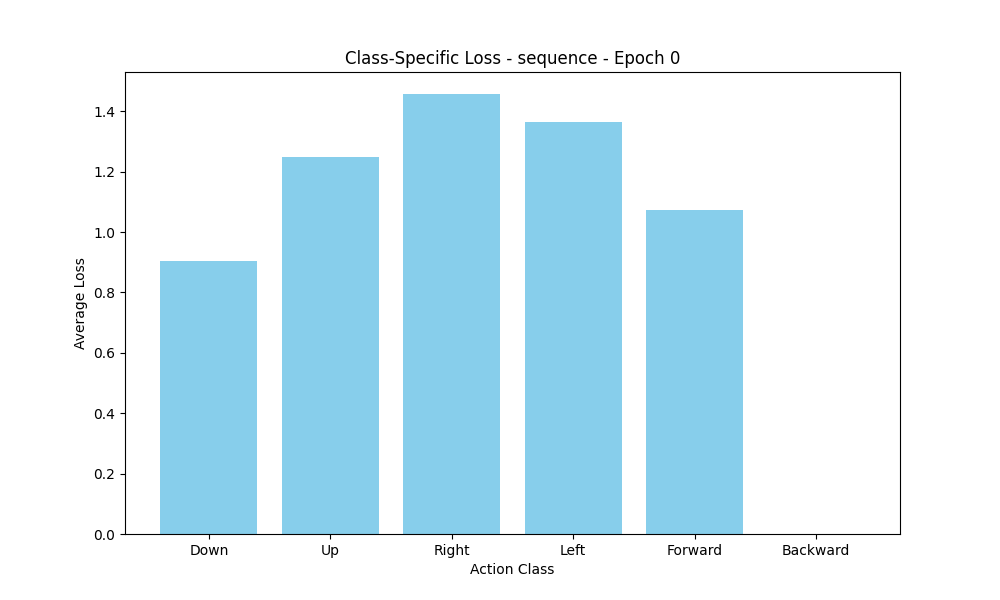 Class-Specific Loss - sequence - Epoch 0
Average Loss
1.4
1.2
1.0
0.8
0.6
0.4
0.2
0.0
Down Up Right Left Forward Backward
Action Class